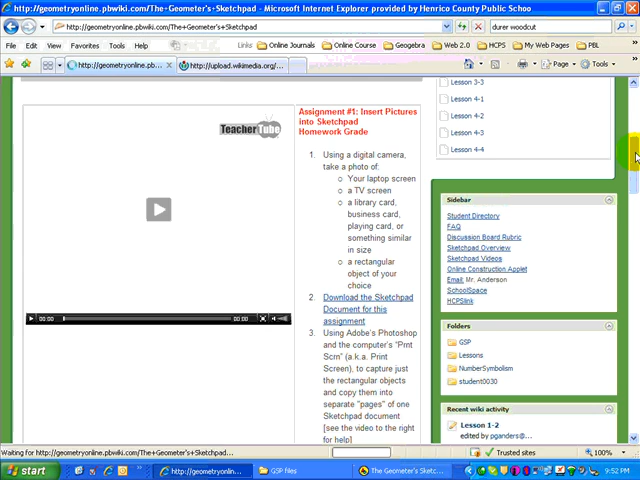 http://geometryonline.pbwiki.com/The+Geometer's+Sketchpad - Microsoft Internet Explorer provided by Henrico County Public Schoo
http://geometryonline.pbwiki.com/The+Geometer's+Sketchpad
durer woodcut
File Edit View Favorites Tools Help
Links Online Journals Online Course Geogebra Web 2.0 HCPS My Web Pages PBL
http://geometryonline.pb...
http://upload.wikimedia.org/...
Page Tools
TeacherTube
00:00 00:00
Assignment #1: Insert Pictures
into Sketchpad
Homework Grade
1. Using a digital camera,
take a photo of:
Your laptop screen
a TV screen
a library card,
business card,
playing card, or
something similar
in size
a rectangular
object of your
choice
2. Download the Sketchpad
Document for this
assignment
3. Using Adobe's Photoshop
and the computer's "Prnt
Scrn" (a.k.a. Print
Screen), to capture just
the rectangular objects
and copy them into
separate "pages" of one
Sketchpad document
[see the video to the right
for help]
Lesson 3-3
Lesson 4-1
Lesson 4-2
Lesson 4-3
Lesson 4-4
Sidebar
Student Directory
FAQ
Discussion Board Rubric
Sketchpad Overview
Sketchpad Videos
Online Construction Applet
Email: Mr. Anderson
SchoolSpace
HCPSlink
Folders
GSP
Lessons
NumberSymbolism
student0030
Recent wiki activity
Lesson 1-2
edited by pganders@...
Waiting for http://geometryonline.pbwiki.com/The+Geometer's+Sketchpad...
Trusted sites
100%
start
http://geometryonline...
GSP files
The Geometer's Sketc...
9:52 PM